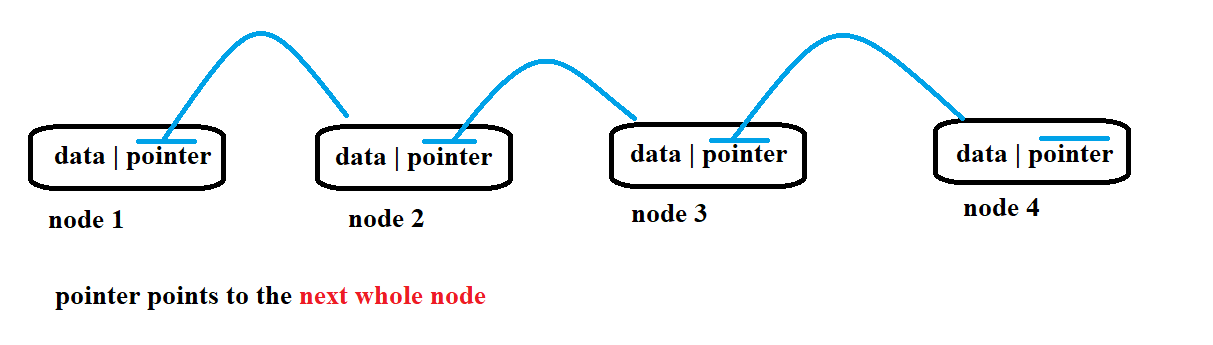 data | pointer
data | pointer
data | pointer
data | pointer
node 1
node 2
node 3
node 4
pointer points to the next whole node